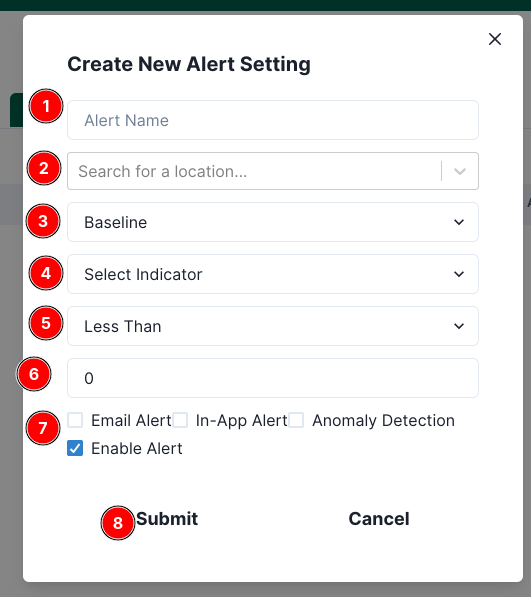 Create New Alert Setting
1 Alert Name
2 Search for a location...
3 Baseline
4 Select Indicator
5 Less Than
6 0
7 Email Alert In-App Alert Anomaly Detection
Enable Alert
8 Submit Cancel